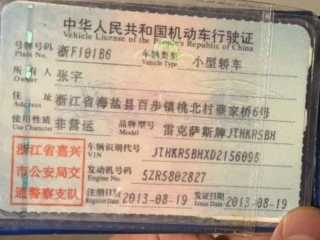 中华人民共和国机动车行驶证
Vehicle License of the People's Republic of China
号牌号码 Plate No. 浙F101B6 车辆类型 Vehicle Type 小型轿车
所有人 张宇
住址 浙江省海盐县百步镇桃北村蔡家桥6号
使用性质 Use Character 非营运 品牌型号 Model 雷克萨斯牌JTHKR5BH
浙江省嘉兴
市公安局交
通警察支队
车辆识别代号 VIN JTHKR5BHXD2156098
发动机号码 Engine No. 5ZR5802827
注册日期 Register Date 2013-08-19 发证日期 Issue Date 2013-08-19